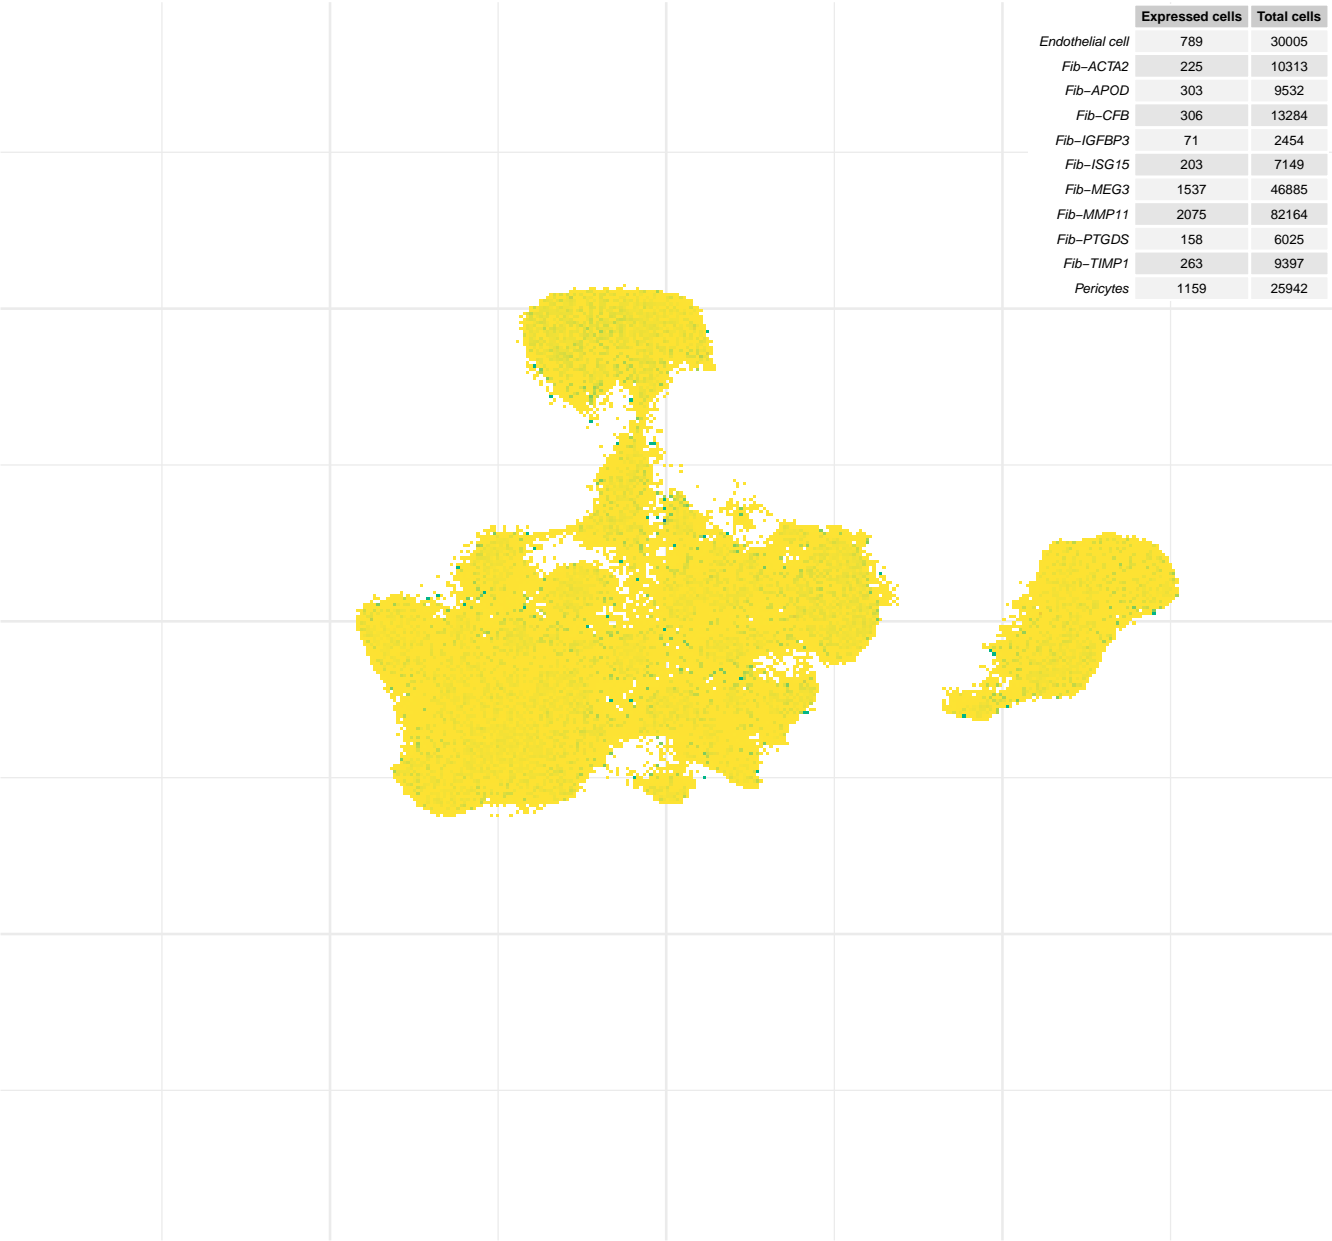 Expressed cells Total cells
Endothelial cell 789 30005
Fib−ACTA2 225 10313
Fib−APOD 303 9532
Fib−CFB 306 13284
Fib−IGFBP3 71 2454
Fib−ISG15 203 7149
Fib−MEG3 1537 46885
Fib−MMP11 2075 82164
Fib−PTGDS 158 6025
Fib−TIMP1 263 9397
Pericytes 1159 25942